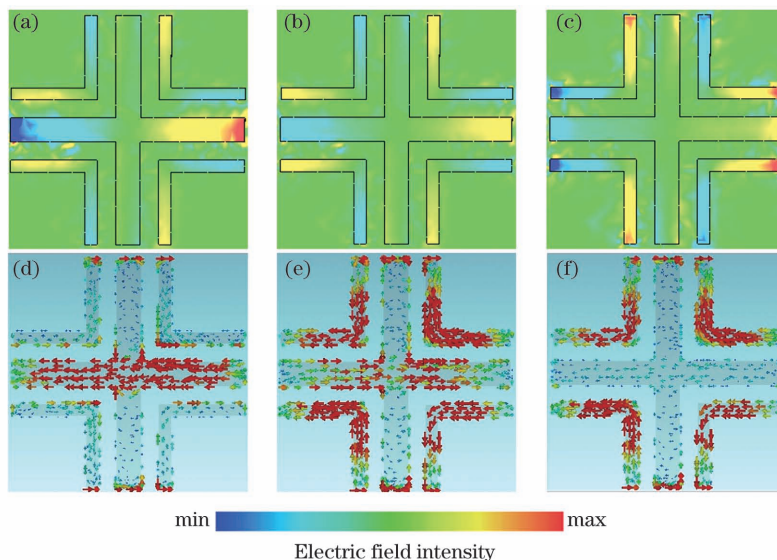 (a) (b) (c)
(d) (e) (f)
min max
Electric field intensity